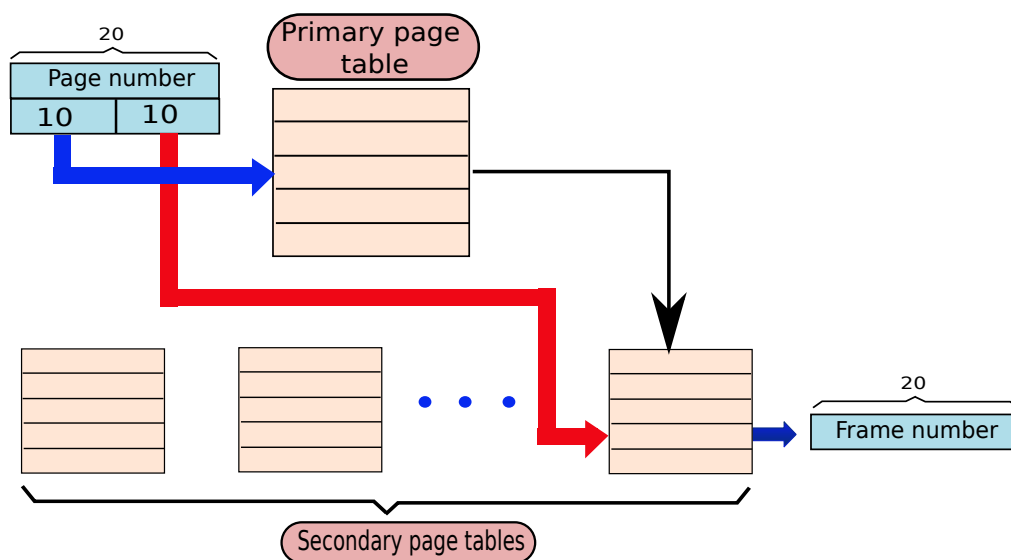 20
Page number
10 10
Primary page
table
20
Frame number
Secondary page tables